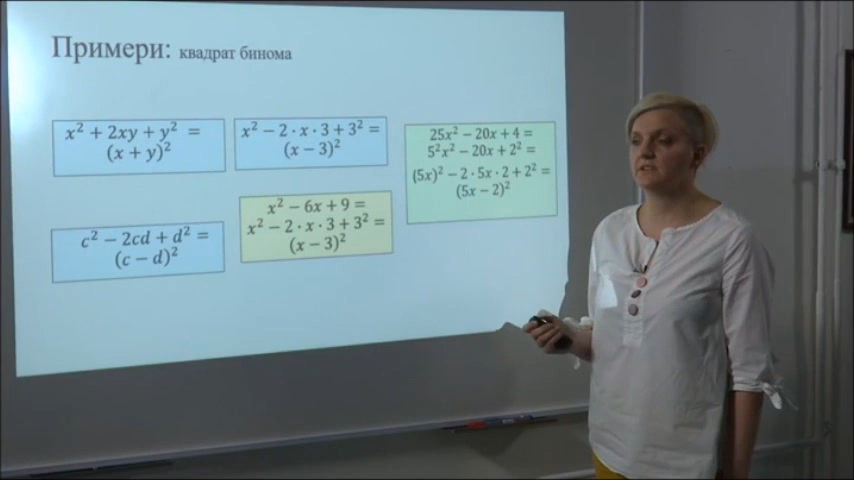 Примери: квадрат бинома
x² + 2xy + y² =
(x + y)²
x² − 2 · x · 3 + 3² =
(x − 3)²
25x² − 20x + 4 =
5²x² − 20x + 2² =
(5x)² − 2 · 5x · 2 + 2² =
(5x − 2)²
c² − 2cd + d² =
(c − d)²
x² − 6x + 9 =
x² − 2 · x · 3 + 3² =
(x − 3)²